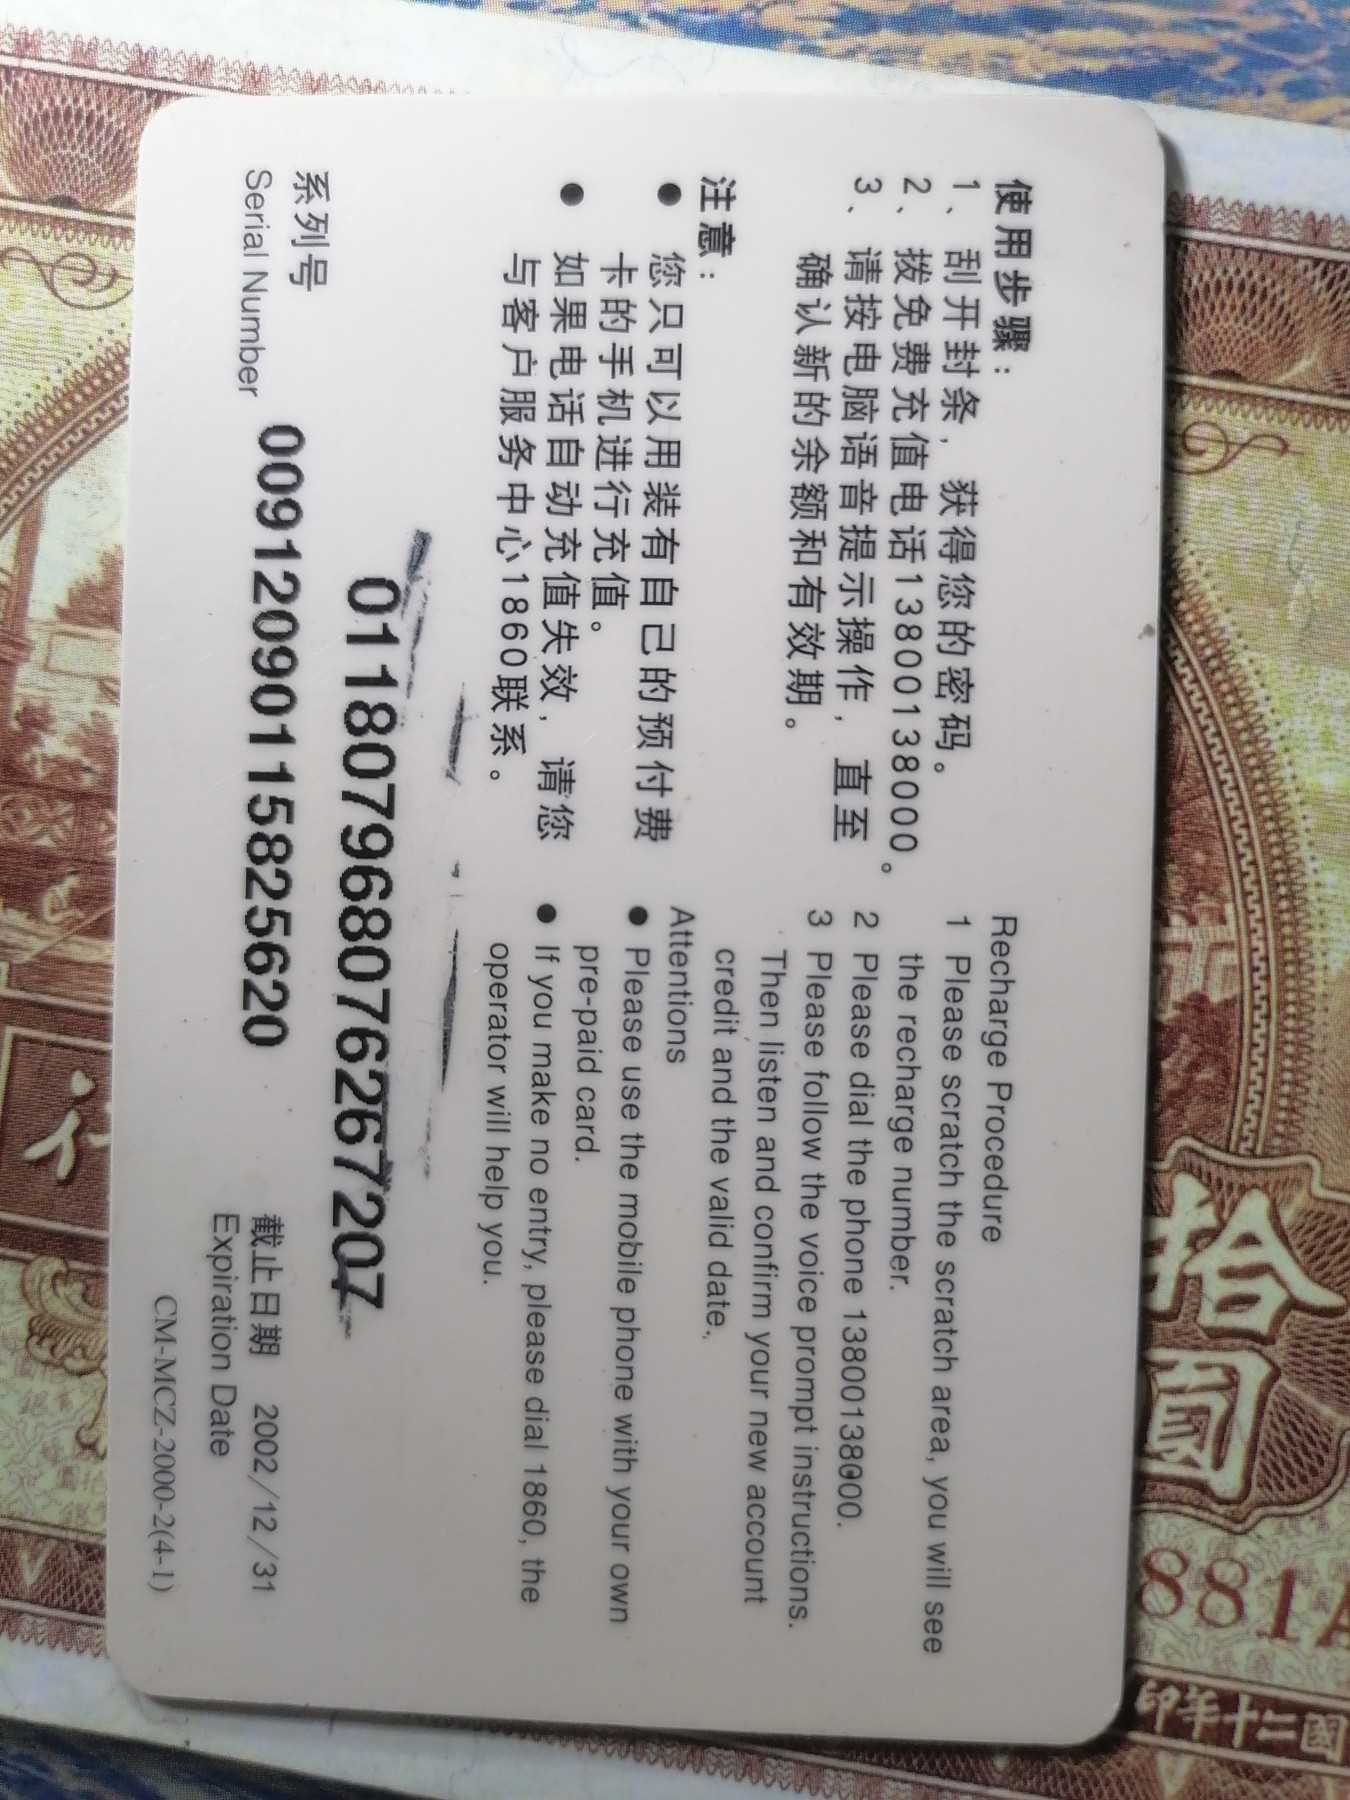 使用步骤：
1、刮开封条，获得您的密码。
2、拨免费充值电话13800138000。
3、请按电脑语音提示操作，直至
确认新的余额和有效期。
注意：
● 您只可以用装有自己的预付费
卡的手机进行充值。
● 如果电话自动充值失效，请您
与客户服务中心1860联系。
Recharge Procedure
1 Please scratch the scratch area, you will see
the recharge number.
2 Please dial the phone 13800138000.
3 Please follow the voice prompt instructions.
Then listen and confirm your new account
credit and the valid date.
Attentions
● Please use the mobile phone with your own
pre-paid card.
● If you make no entry, please dial 1860, the
operator will help you.
011807968076267207
系列号
Serial Number
00912090115825620
截止日期 2002/12/31
Expiration Date
CM-MCZ-2000-2(4-1)
拾圆
881A
印年十二國